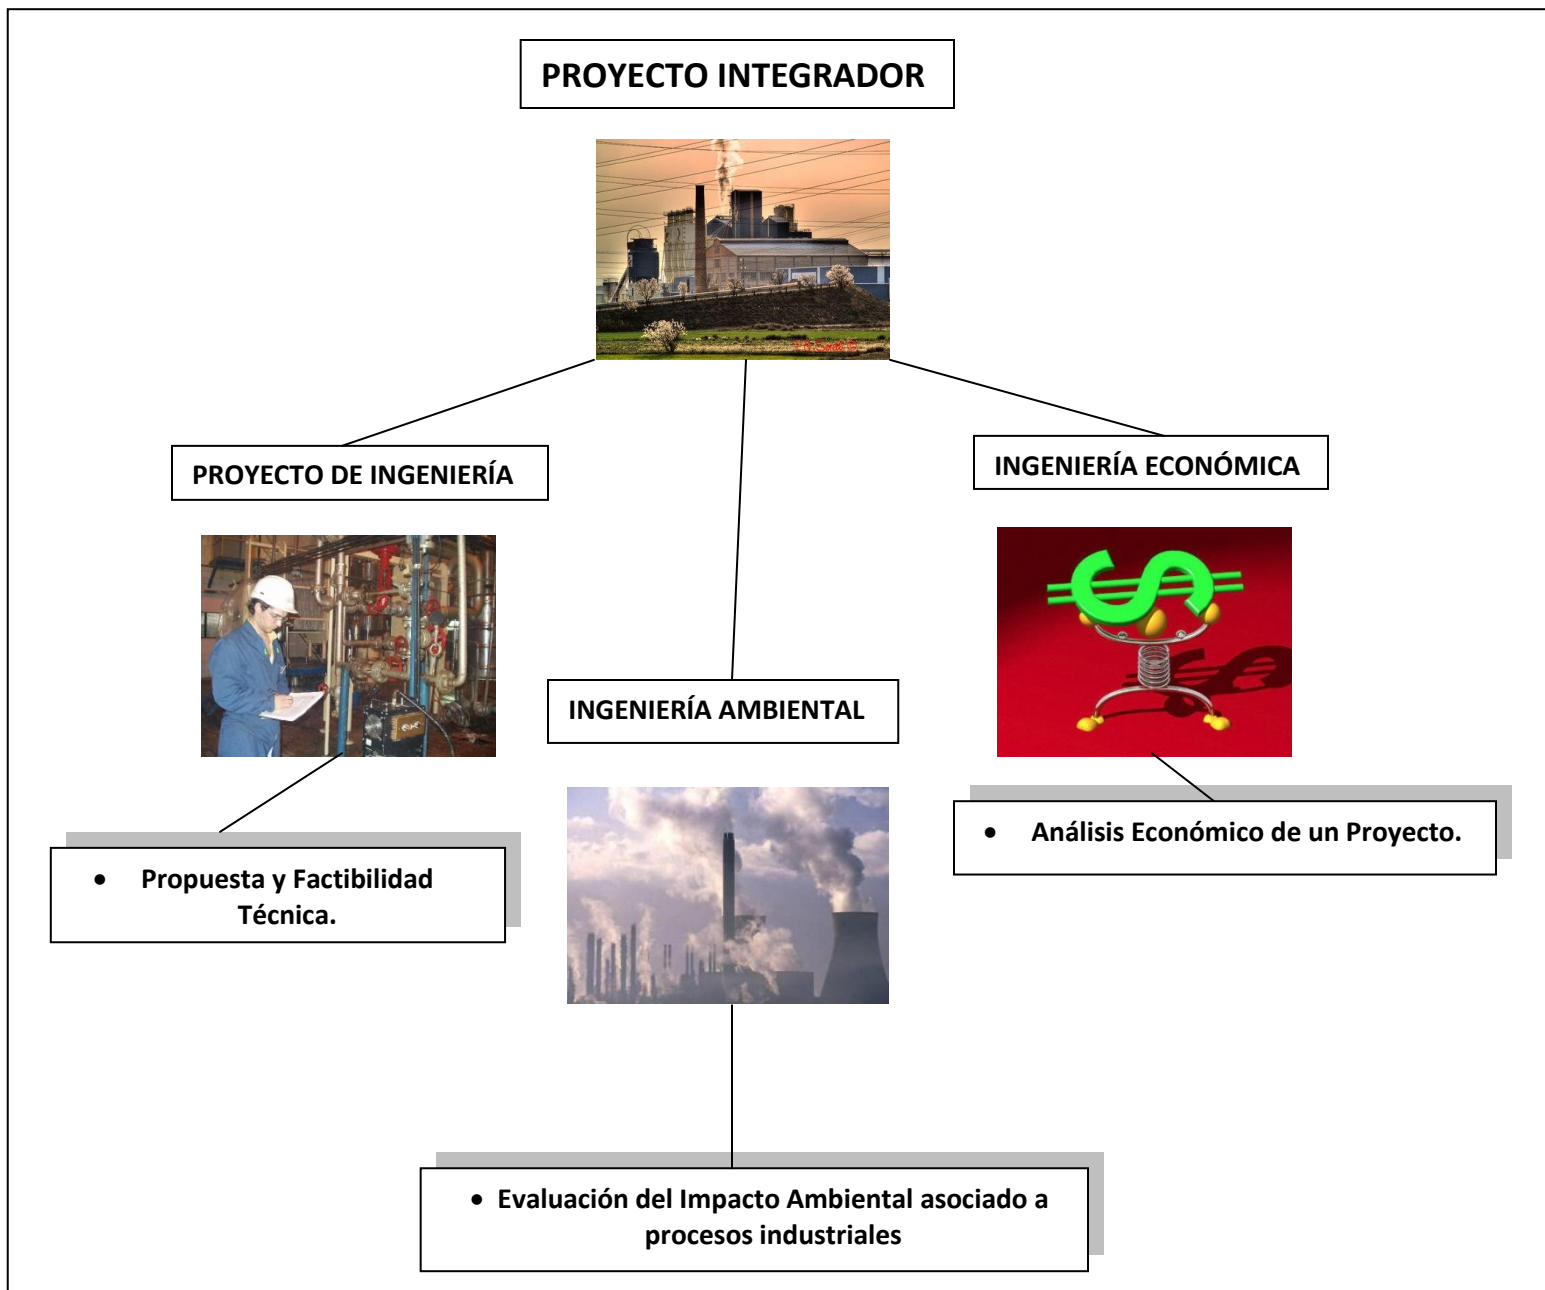 PROYECTO INTEGRADOR
PROYECTO DE INGENIERÍA
INGENIERÍA ECONÓMICA
INGENIERÍA AMBIENTAL
• Propuesta y Factibilidad
Técnica.
• Análisis Económico de un Proyecto.
• Evaluación del Impacto Ambiental asociado a
procesos industriales